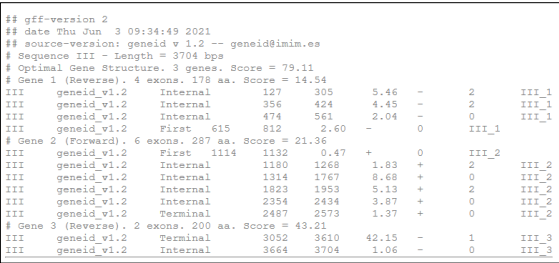 ## gff-version 2
## date Thu Jun 3 09:34:49 2021
## source-version: geneid v 1.2 -- geneid@imim.es
# Sequence III - Length = 3704 bps
# Optimal Gene Structure. 3 genes. Score = 79.11
# Gene 1 (Reverse). 4 exons. 178 aa. Score = 14.54
III geneid_v1.2 Internal 127 305 5.46 - 2 III_1
III geneid_v1.2 Internal 356 424 4.45 - 2 III_1
III geneid_v1.2 Internal 474 561 2.04 - 0 III_1
III geneid_v1.2 First 615 812 2.60 - 0 III_1
# Gene 2 (Forward). 6 exons. 287 aa. Score = 21.36
III geneid_v1.2 First 1114 1132 0.47 + 0 III_2
III geneid_v1.2 Internal 1180 1268 1.83 + 2 III_2
III geneid_v1.2 Internal 1314 1767 8.68 + 0 III_2
III geneid_v1.2 Internal 1823 1953 5.13 + 2 III_2
III geneid_v1.2 Internal 2354 2434 3.87 + 0 III_2
III geneid_v1.2 Terminal 2487 2573 1.37 + 0 III_2
# Gene 3 (Reverse). 2 exons. 200 aa. Score = 43.21
III geneid_v1.2 Terminal 3052 3610 42.15 - 1 III_3
III geneid_v1.2 Internal 3664 3704 1.06 - 0 III_3